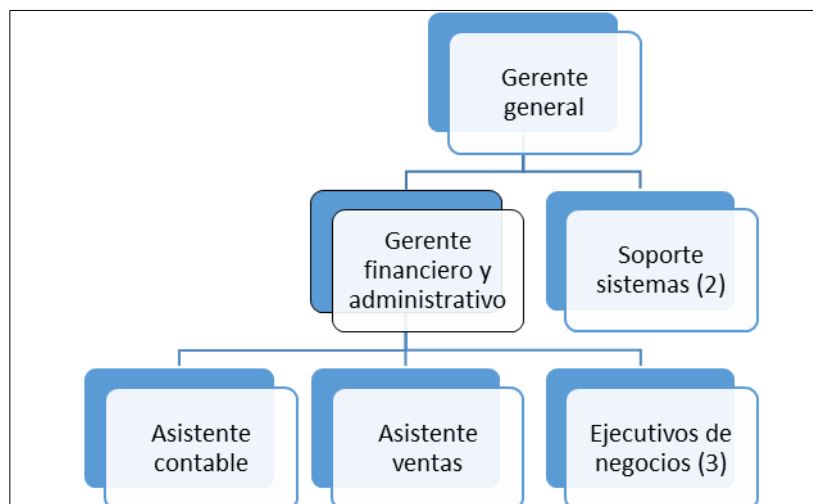 Gerente
general
Gerente
financiero y
administrativo
Soporte
sistemas (2)
Asistente
contable
Asistente
ventas
Ejecutivos de
negocios (3)